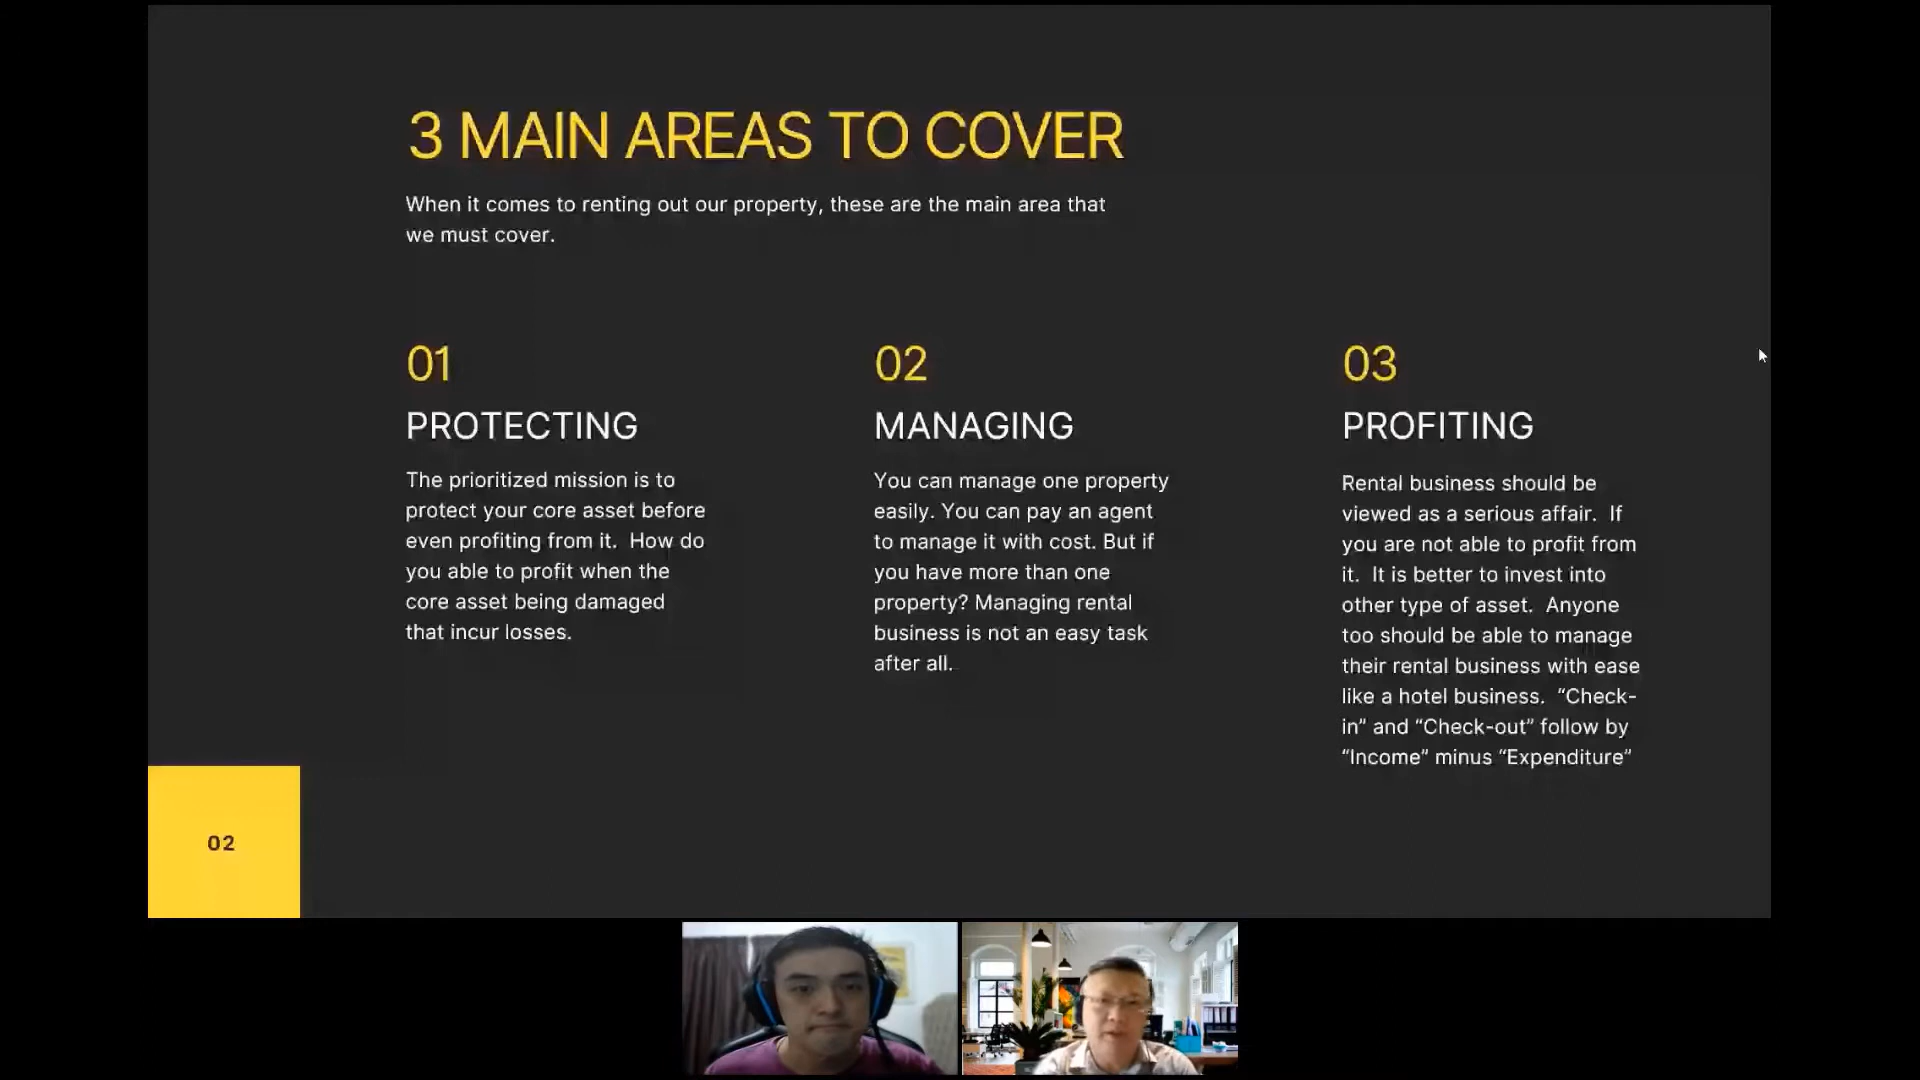 3 MAIN AREAS TO COVER
When it comes to renting out our property, these are the main area that
we must cover.
01
PROTECTING
The prioritized mission is to
protect your core asset before
even profiting from it.  How do
you able to profit when the
core asset being damaged
that incur losses.
02
MANAGING
You can manage one property
easily. You can pay an agent
to manage it with cost. But if
you have more than one
property? Managing rental
business is not an easy task
after all.
03
PROFITING
Rental business should be
viewed as a serious affair.  If
you are not able to profit from
it.  It is better to invest into
other type of asset.  Anyone
too should be able to manage
their rental business with ease
like a hotel business.  “Check-
in” and “Check-out” follow by
“Income” minus “Expenditure”
02